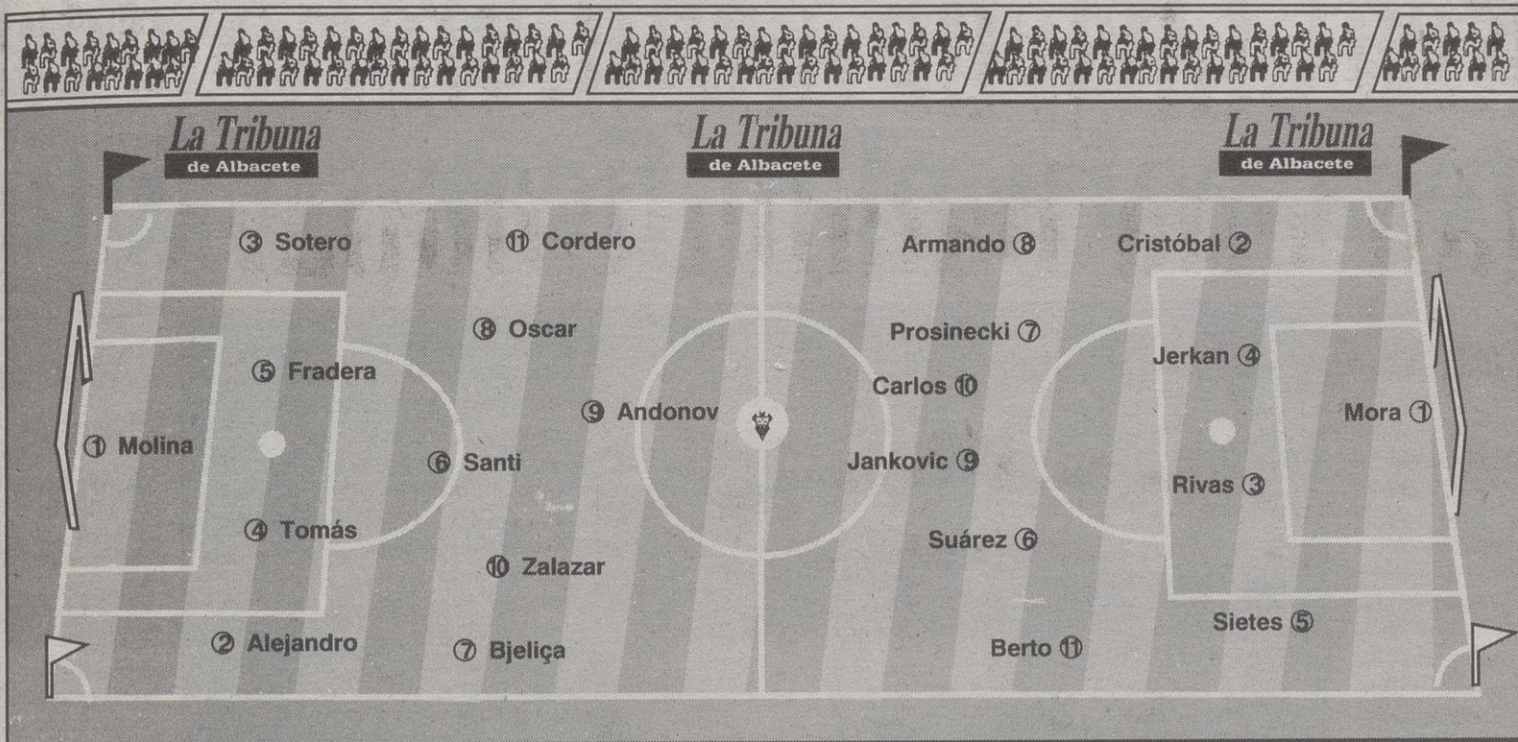 La Tribuna
de Albacete
La Tribuna
de Albacete
La Tribuna
de Albacete
③ Sotero
⑪ Cordero
⑧ Oscar
⑤ Fradera
⑨ Andonov
① Molina
⑥ Santi
④ Tomás
⑩ Zalazar
② Alejandro
⑦ Bjeliça
Armando ⑧
Cristóbal ②
Prosinecki ⑦
Jerkan ④
Carlos ⑩
Mora ①
Jankovic ⑨
Rivas ③
Suárez ⑥
Sietes ⑤
Berto ⑪